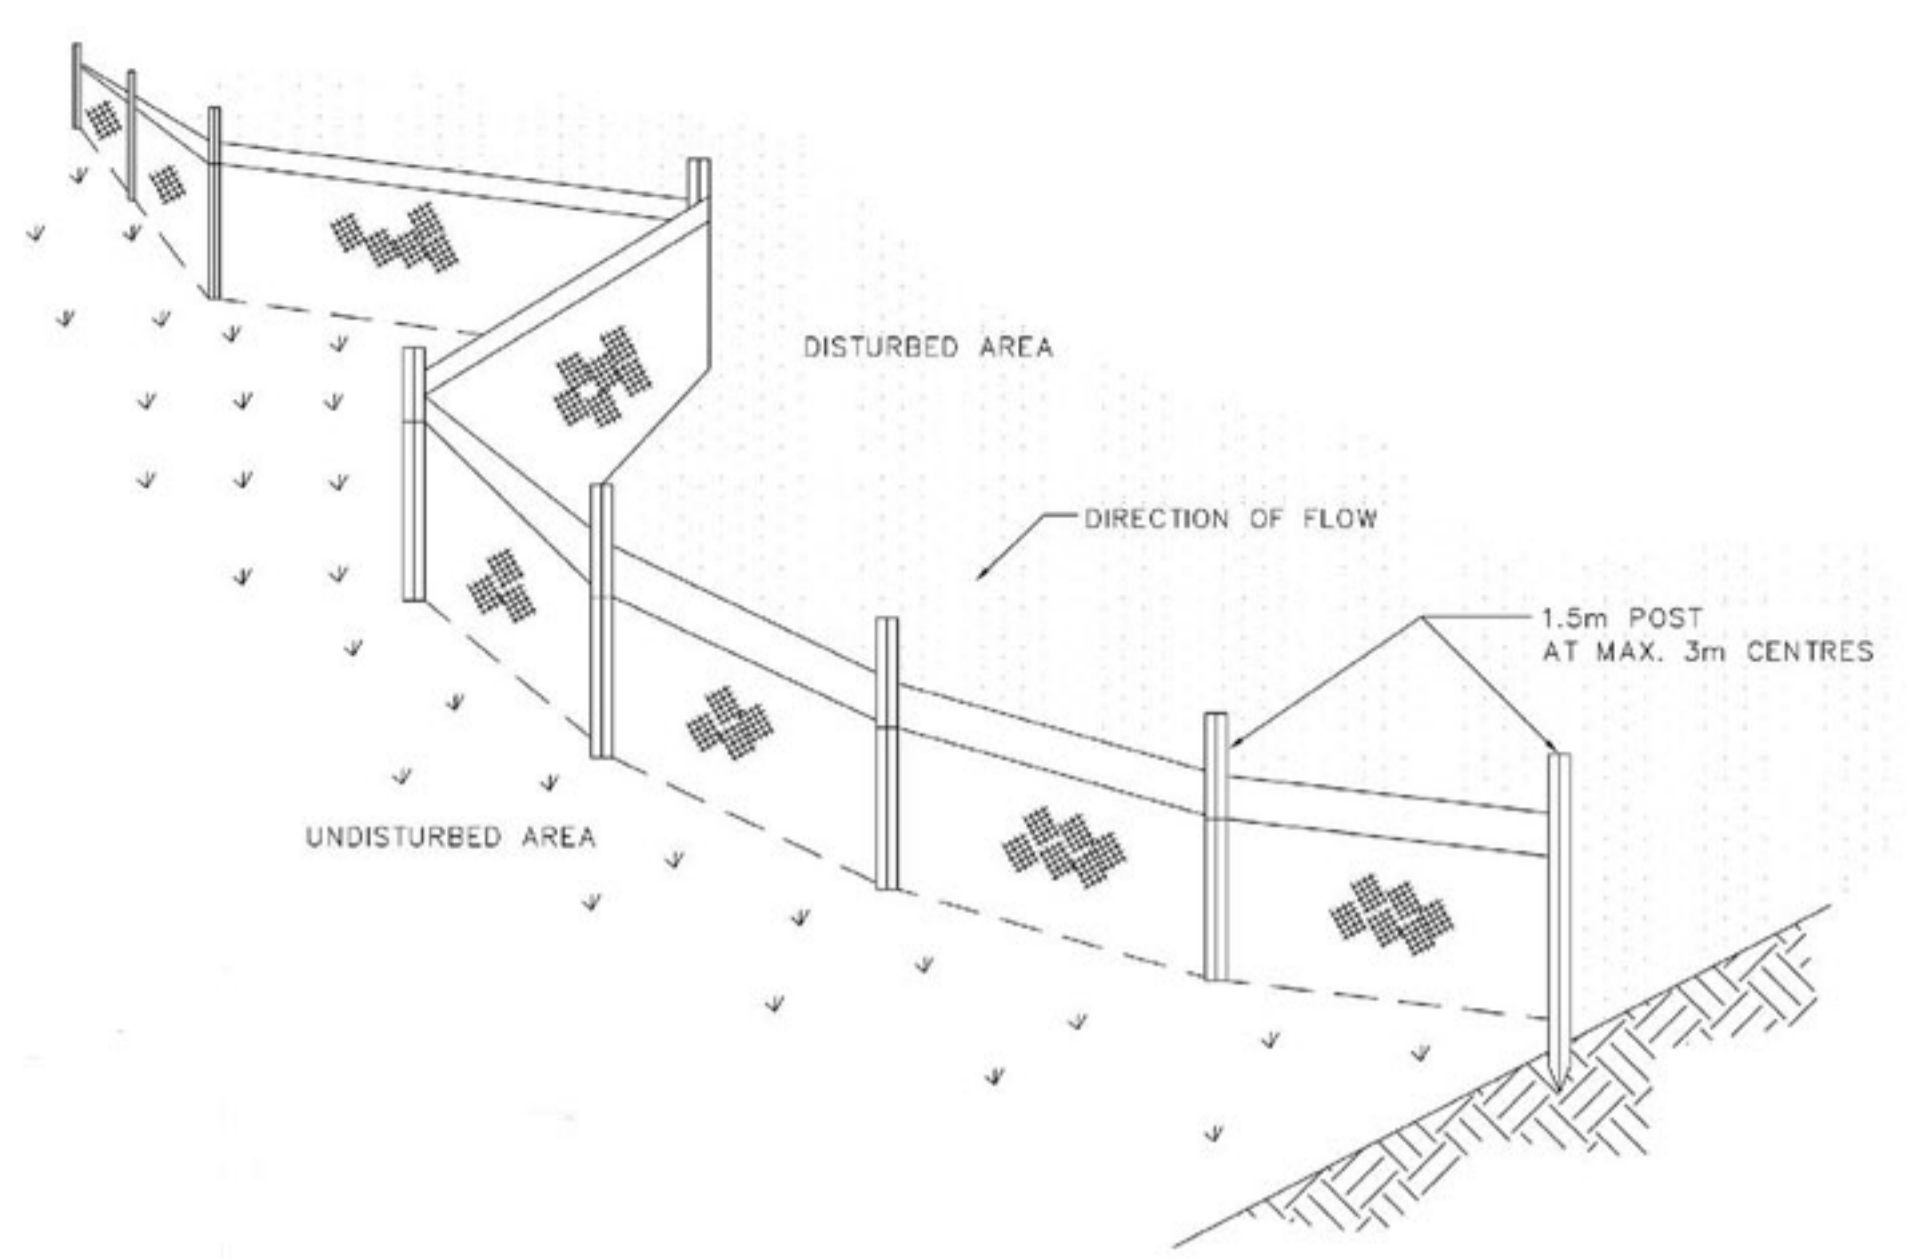 DISTURBED AREA
DIRECTION OF FLOW
1.5m POST
AT MAX. 3m CENTRES
UNDISTURBED AREA